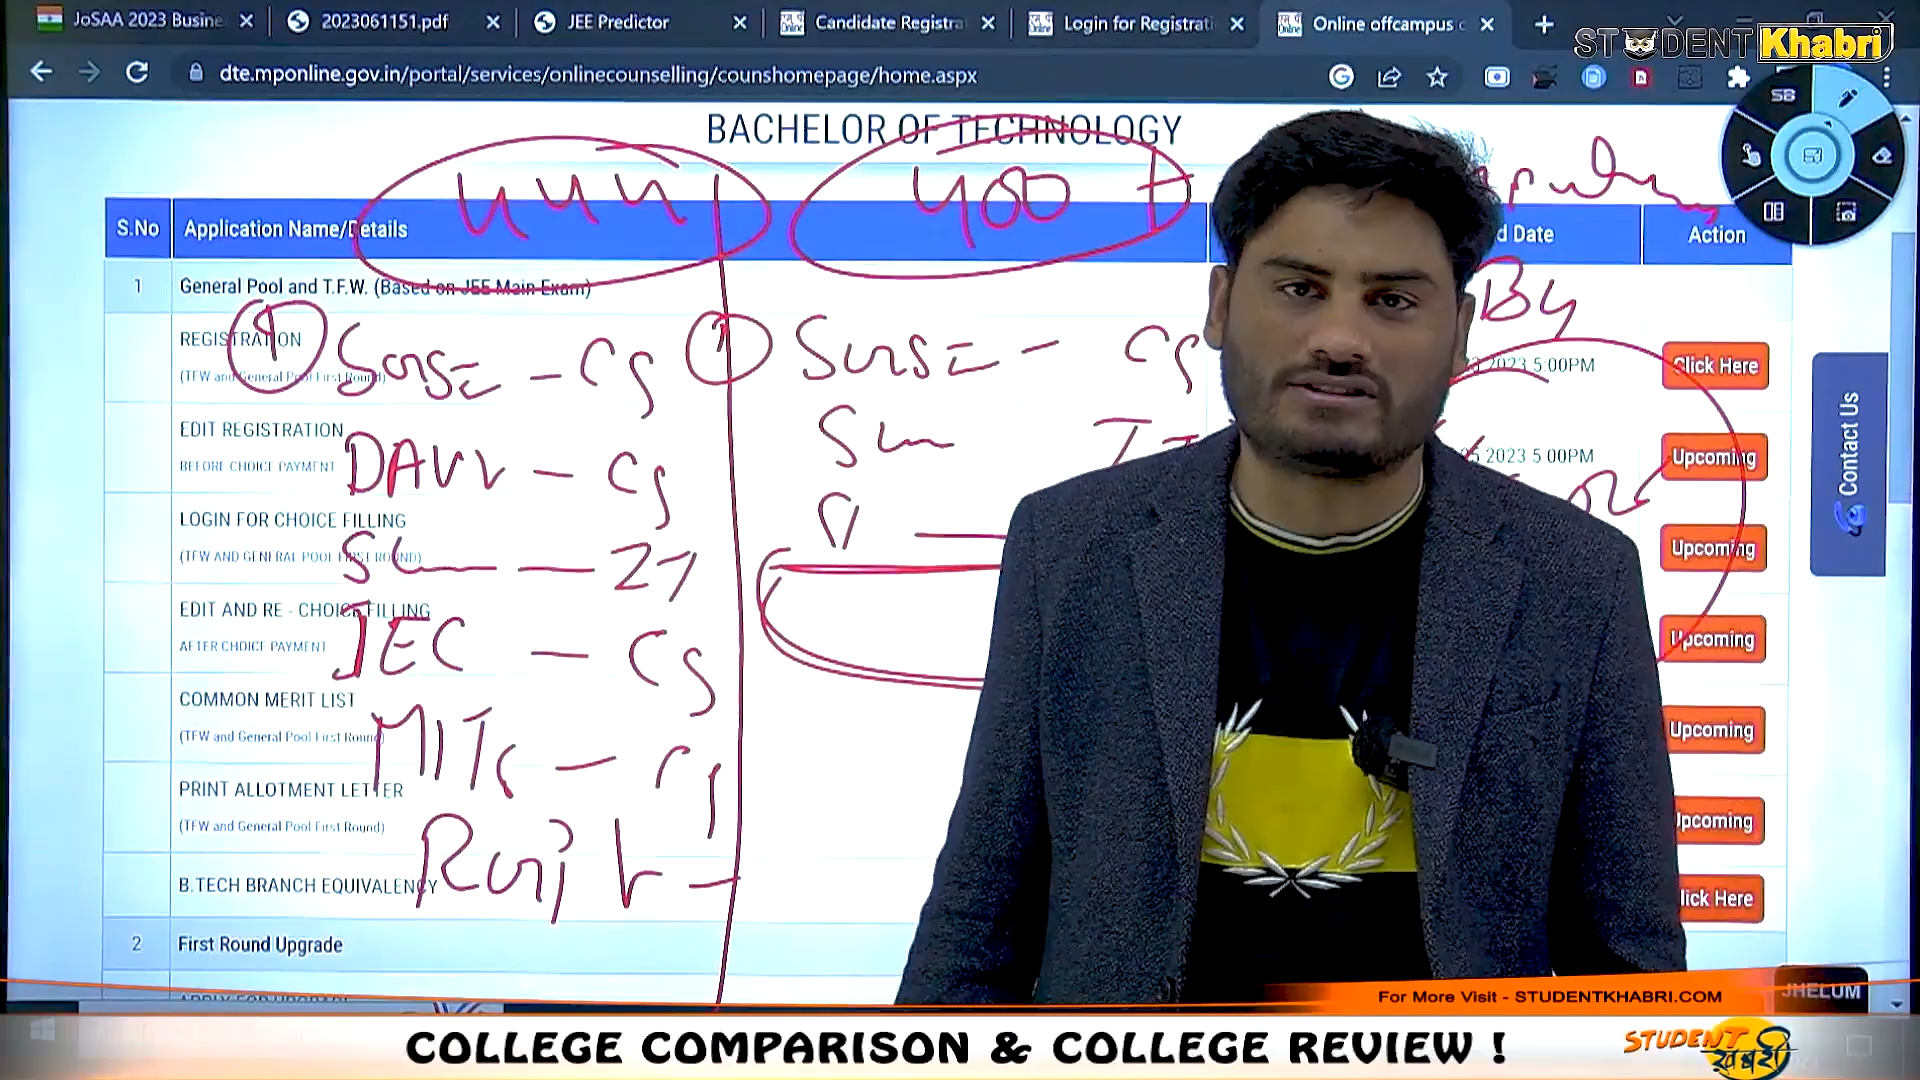 JoSAA 2023 Busine
2023061151.pdf
JEE Predictor
Candidate Registra
Login for Registrati
Online offcampus c
STUDENT Khabri
dte.mponline.gov.in/portal/services/onlinecounselling/counshomepage/home.aspx
SB
BACHELOR OF TECHNOLOGY
400 +
S.No
Application Name/Details
d Date
Action
1
General Pool and T.F.W. (Based on JEE Main Exam)
By
REGISTRATION
(TFW and General Pool First Round)
1
CS
CS
2023 5:00PM
Click Here
EDIT REGISTRATION
BEFORE CHOICE PAYMENT
DAVV - CS
2023 5:00PM
Upcoming
LOGIN FOR CHOICE FILLING
(TFW AND GENERAL POOL FIRST ROUND)
Upcoming
EDIT AND RE - CHOICE FILLING
AFTER CHOICE PAYMENT
JEC - CS
Upcoming
COMMON MERIT LIST
(TFW and General Pool First Round)
MITS - CS
Upcoming
PRINT ALLOTMENT LETTER
(TFW and General Pool First Round)
Upcoming
B.TECH BRANCH EQUIVALENCY
Click Here
2
First Round Upgrade
Contact Us
For More Visit - STUDENTKHABRI.COM
JHELUM
COLLEGE COMPARISON & COLLEGE REVIEW !
STUDENT
खबरी